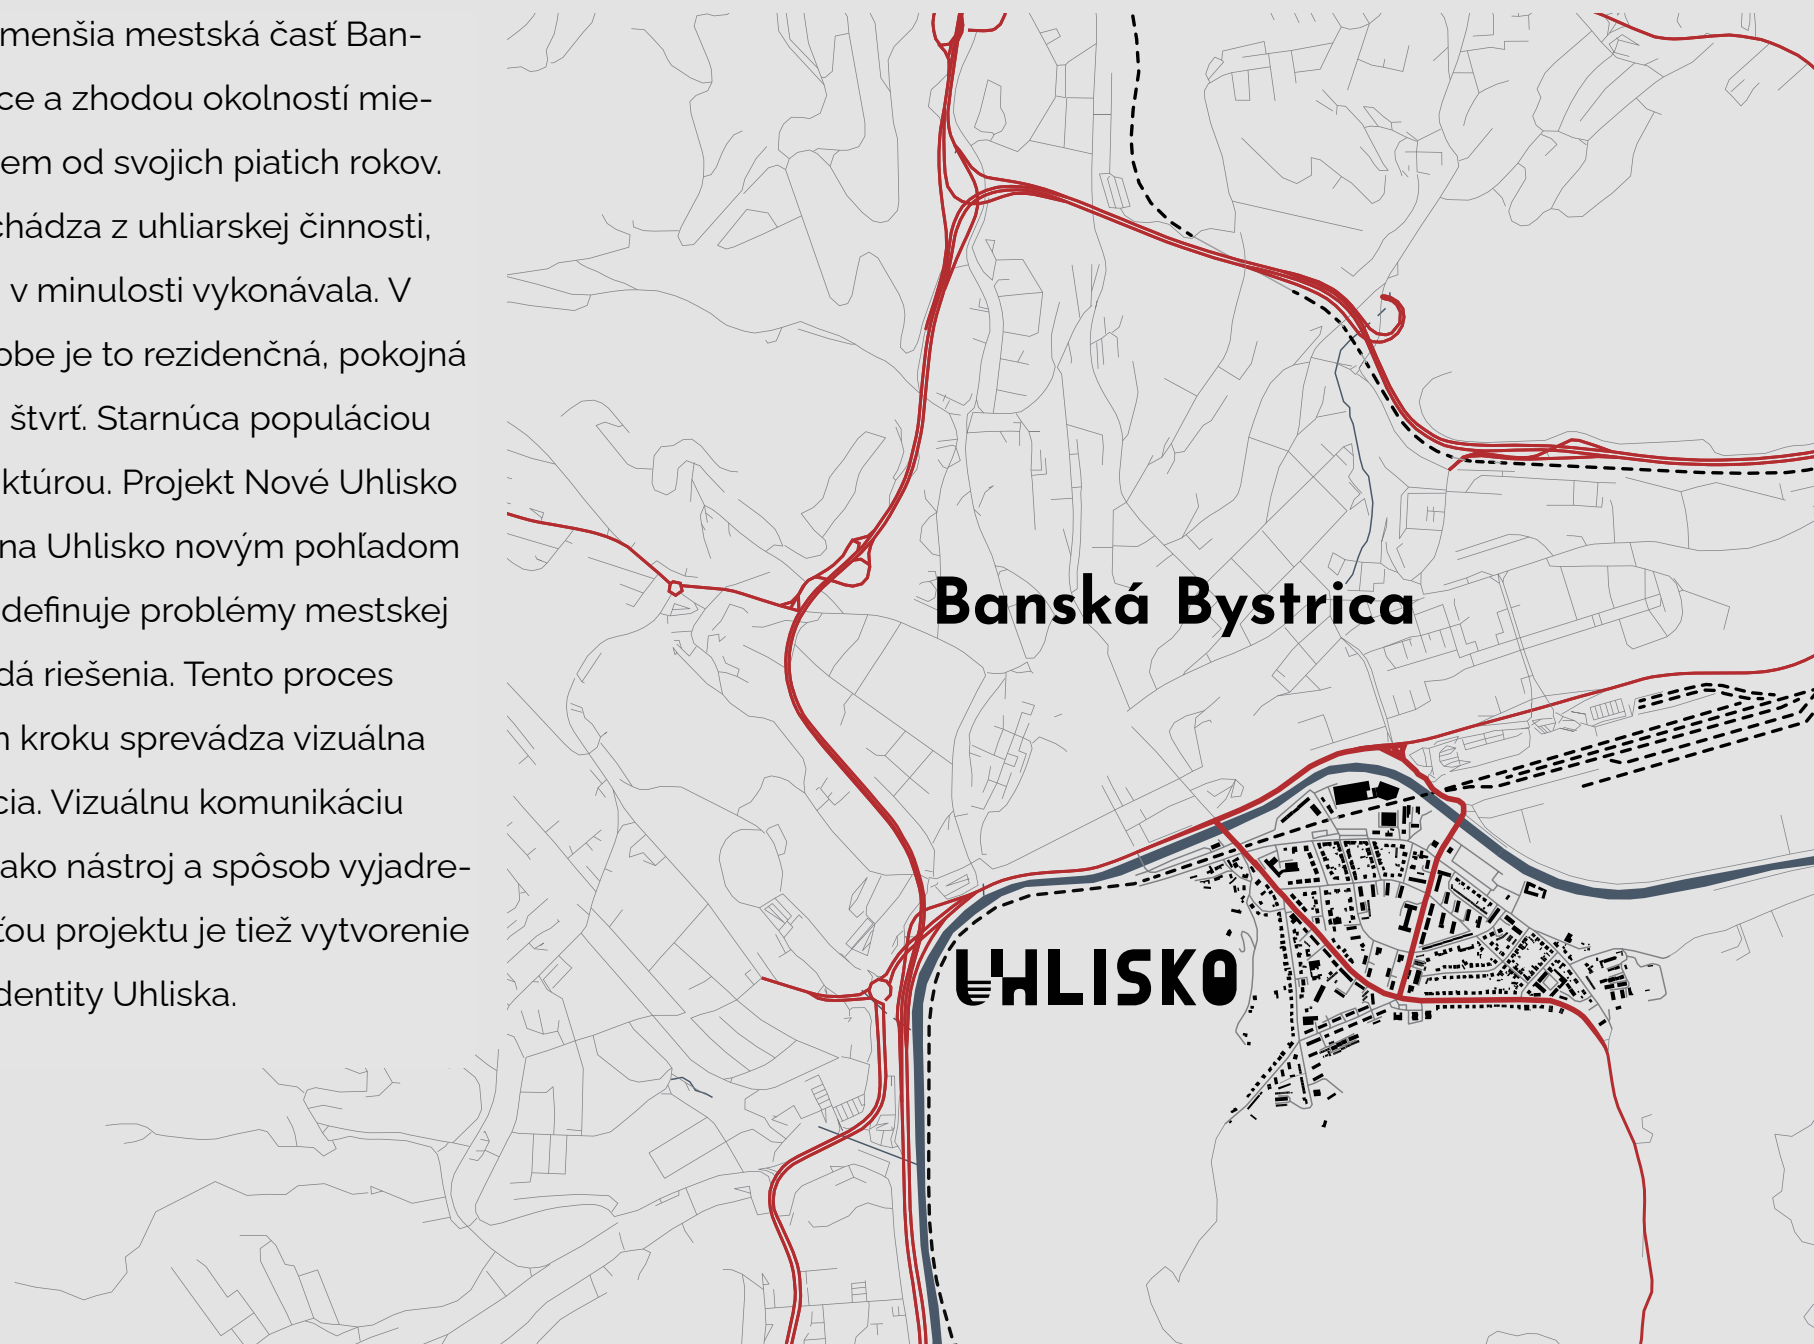 menšia mestská časť Ban-
ce a zhodou okolností mie-
em od svojich piatich rokov.
chádza z uhliarskej činnosti,
v minulosti vykonávala. V
obe je to rezidenčná, pokojná
štvrť. Starnúca populáciou
ktúrou. Projekt Nové Uhlisko
na Uhlisko novým pohľadom
definuje problémy mestskej
dá riešenia. Tento proces
kroku sprevádza vizuálna
cia. Vizuálnu komunikáciu
ako nástroj a spôsob vyjadre-
ťou projektu je tiež vytvorenie
dentity Uhliska.
Banská Bystrica
UHLISKO